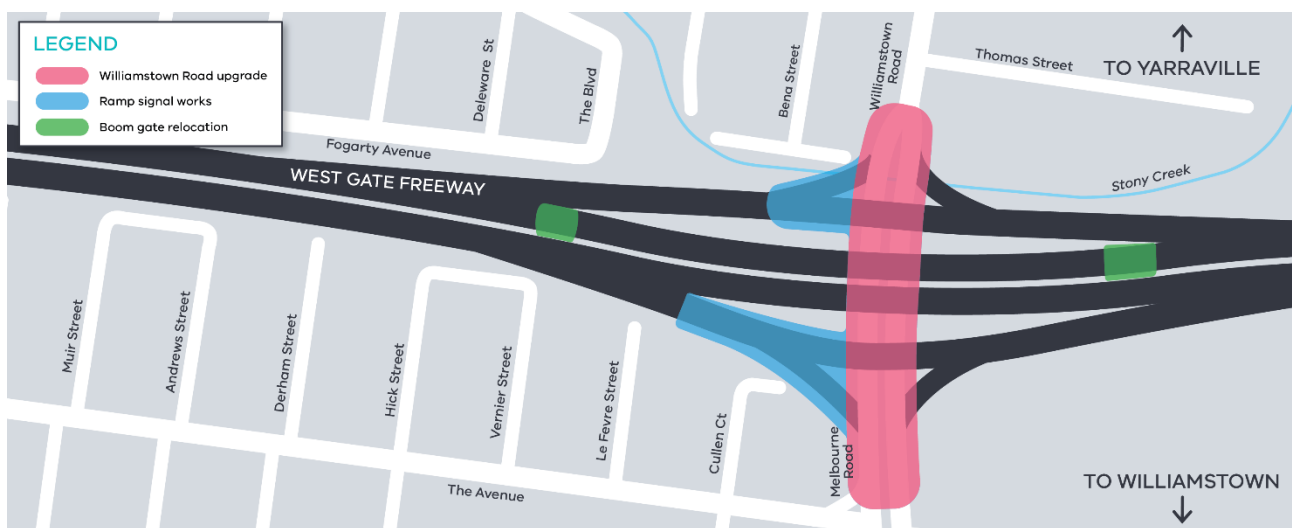 LEGEND
Williamstown Road upgrade
Ramp signal works
Boom gate relocation
Deleware St
The Blvd
Bena Street
Williamstown
Road
Thomas Street
TO YARRAVILLE
Fogarty Avenue
WEST GATE FREEWAY
Stony Creek
Muir Street
Andrews Street
Derham Street
Hick Street
Vernier Street
Le Fevre Street
Cullen Ct
Melbourne
Road
The Avenue
TO WILLIAMSTOWN